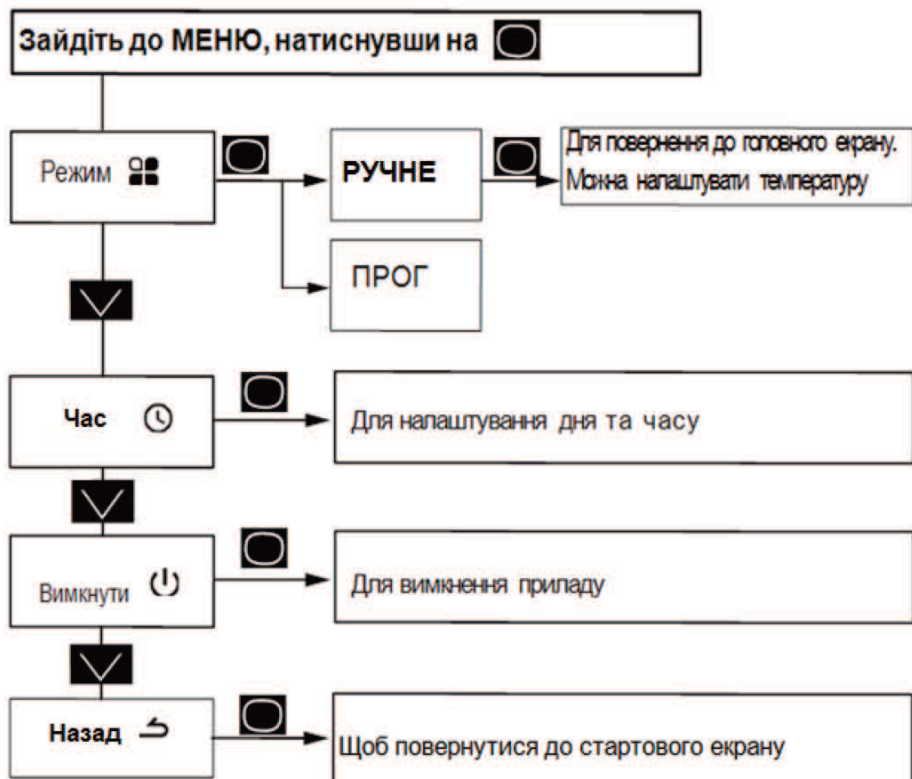 Зайдіть до МЕНЮ, натиснувши на
Режим
РУЧНЕ
Для повернення до головного екрану.
Можна налаштувати температуру
ПРОГ
Час
Для налаштування дня та часу
Вимкнути
Для вимкнення приладу
Назад
Щоб повернутися до стартового екрану